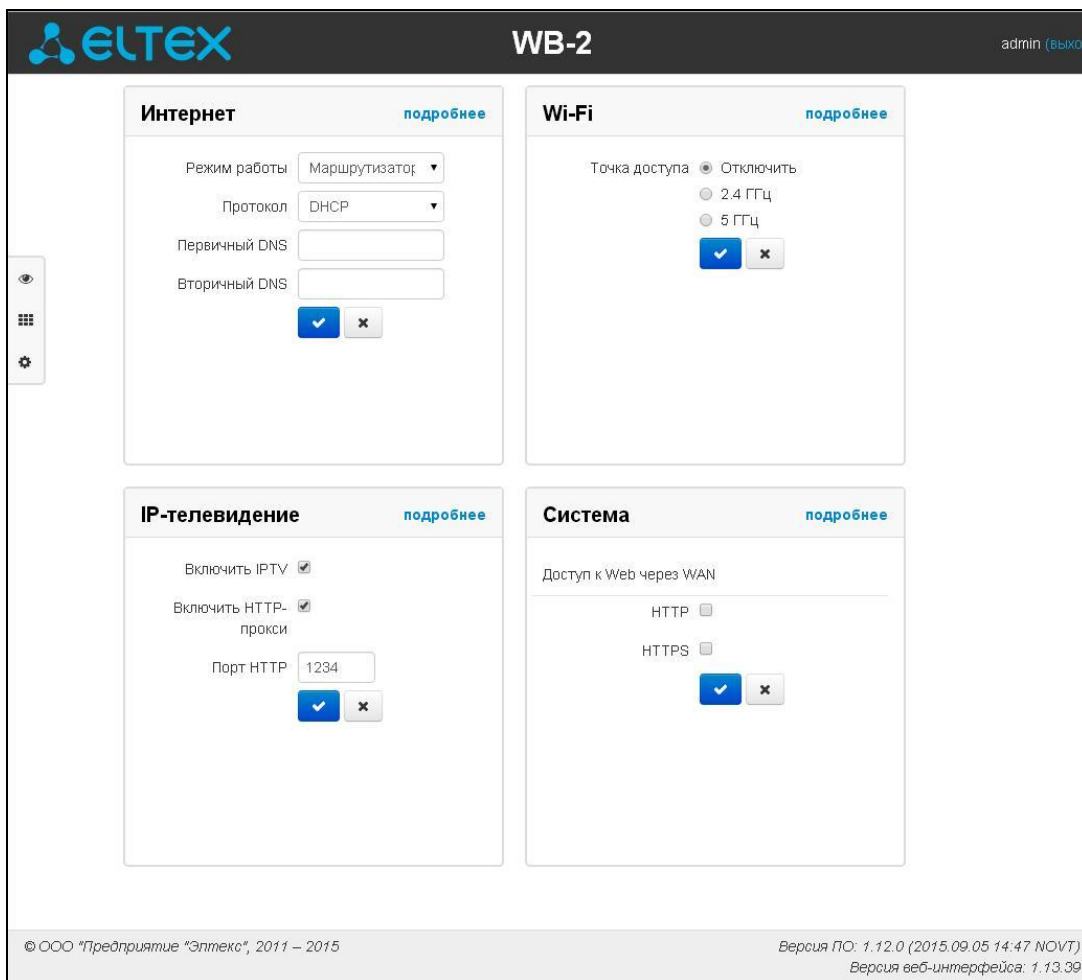 ELTEX
WB-2
admin (выхо
Интернет
подробнее
Режим работы
Маршрутизатор
Протокол
DHCP
Первичный DNS
Вторичный DNS
Wi-Fi
подробнее
Точка доступа
Отключить
2.4 ГГц
5 ГГц
IP-телевидение
подробнее
Включить IPTV
Включить HTTP-
прокси
Порт HTTP
1234
Система
подробнее
Доступ к Web через WAN
HTTP
HTTPS
© ООО "Предприятие "Элтекс", 2011 – 2015
Версия ПО: 1.12.0 (2015.09.05 14:47 NOVT)
Версия веб-интерфейса: 1.13.39